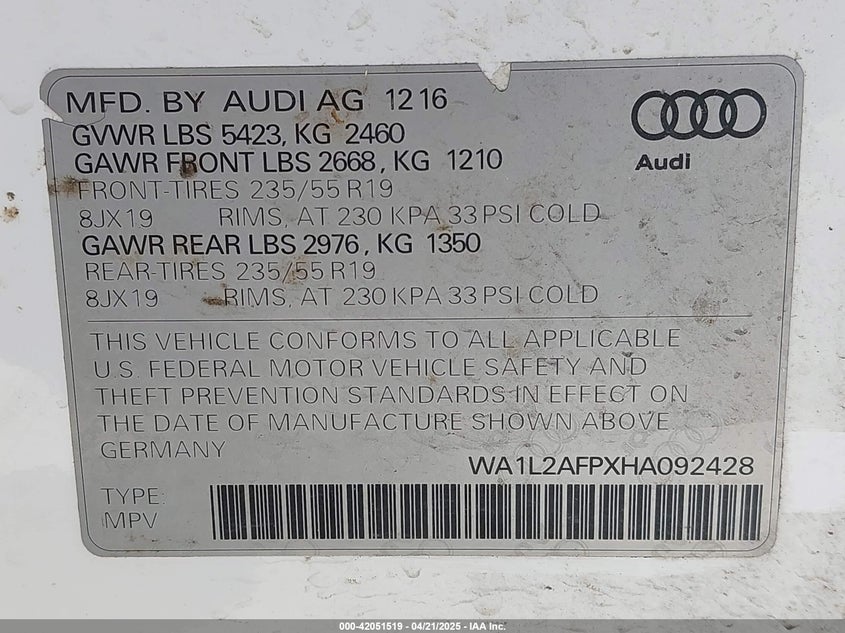 MFD. BY AUDI AG 12 16
GVWR LBS 5423, KG 2460
GAWR FRONT LBS 2668, KG 1210
FRONT-TIRES 235/55 R19
8JX19 RIMS, AT 230 KPA 33 PSI COLD
GAWR REAR LBS 2976, KG 1350
REAR-TIRES 235/55 R19
8JX19 RIMS, AT 230 KPA 33 PSI COLD
Audi
THIS VEHICLE CONFORMS TO ALL APPLICABLE
U.S. FEDERAL MOTOR VEHICLE SAFETY AND
THEFT PREVENTION STANDARDS IN EFFECT ON
THE DATE OF MANUFACTURE SHOWN ABOVE
GERMANY
WA1L2AFPXHA092428
TYPE:
MPV
000-42051519 - 04/21/2025 - IAA Inc.